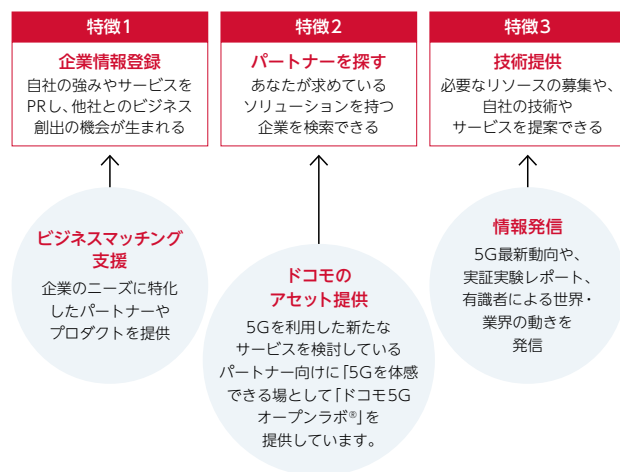 特徴1
企業情報登録
自社の強みやサービスを
PRし、他社とのビジネス
創出の機会が生まれる
特徴2
パートナーを探す
あなたが求めている
ソリューションを持つ
企業を検索できる
特徴3
技術提供
必要なリソースの募集や、
自社の技術や
サービスを提案できる
ビジネスマッチング
支援
企業のニーズに特化
したパートナーや
プロダクトを提供
ドコモの
アセット提供
5Gを利用した新たな
サービスを検討している
パートナー向けに「5Gを体感
できる場として「ドコモ5G
オープンラボ®」を
提供しています。
情報発信
5G最新動向や、
実証実験レポート、
有識者による世界・
業界の動きを
発信